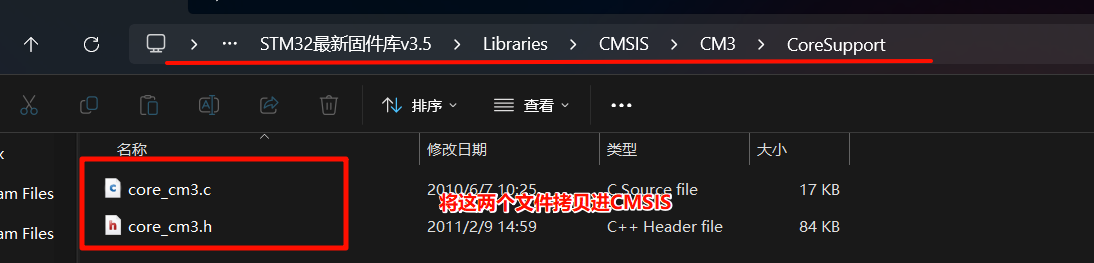 ··· STM32最新固件库v3.5 > Libraries > CMSIS > CM3 > CoreSupport
排序 查看 ···
名称 修改日期 类型 大小
x
am Files
am Files
core_cm3.c 2010/6/7 10:25 C Source file 17 KB
将这两个文件拷贝进CMSIS
core_cm3.h 2011/2/9 14:59 C++ Header file 84 KB